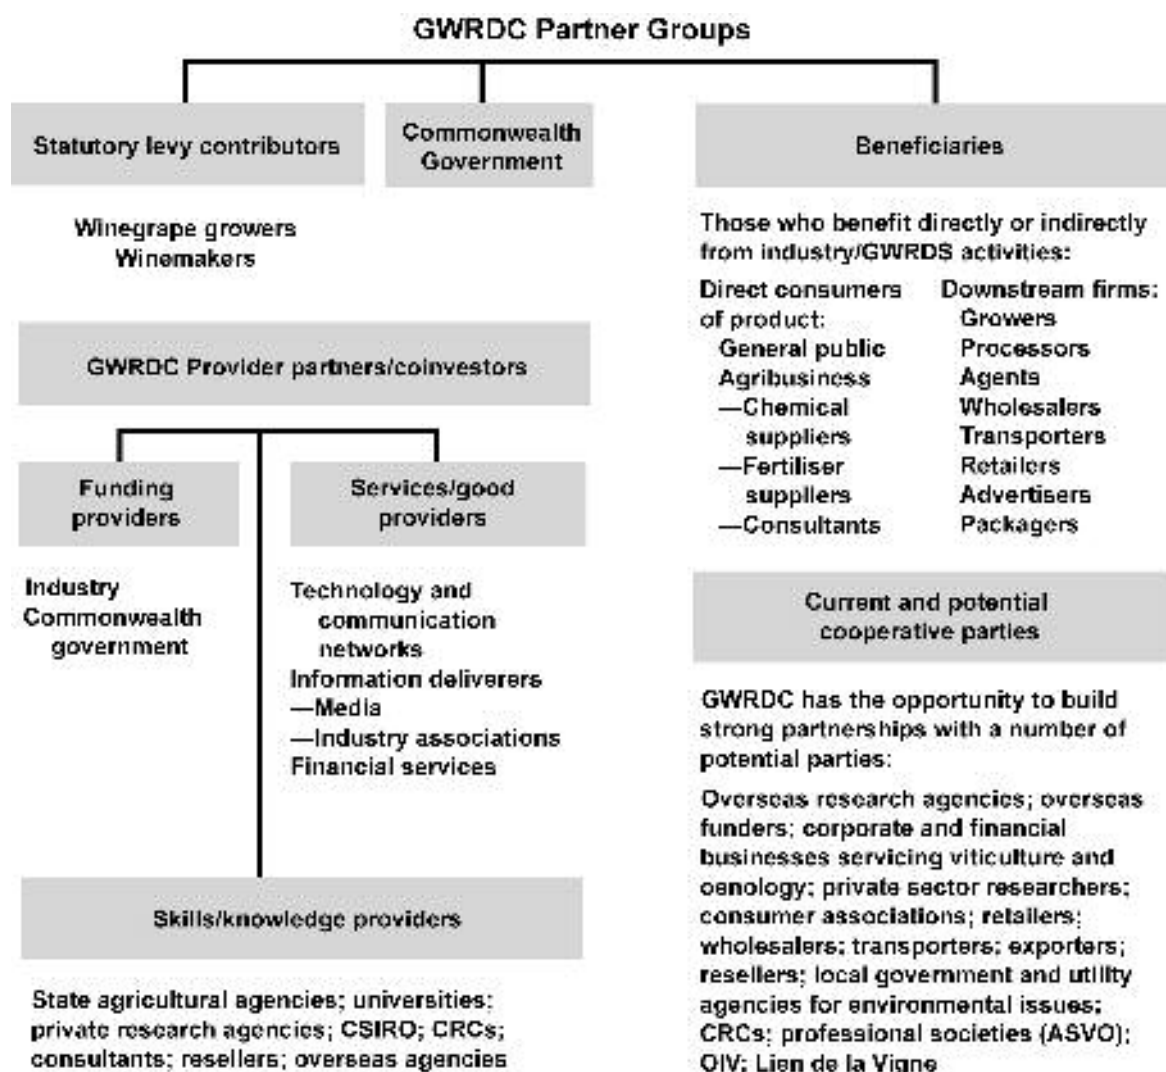 GWRDC Partner Groups
Statutory levy contributors
Commonwealth
Government
Beneficiaries
Winegrape growers
Winemakers
Those who benefit directly or indirectly
from industry/GWRDS activities:
Direct consumers
of product:
General public
Agribusiness
—Chemical
suppliers
—Fertiliser
suppliers
—Consultants
Downstream firms:
Growers
Processors
Agents
Wholesalers
Transporters
Retailers
Advertisers
Packagers
GWRDC Provider partners/coinvestors
Funding
providers
Services/good
providers
Industry
Commonwealth
government
Technology and
communication
networks
Information deliverers
—Media
—Industry associations
Financial services
Skills/knowledge providers
State agricultural agencies; universities;
private research agencies; CSIRO; CRCs;
consultants; resellers; overseas agencies
Current and potential
cooperative parties
GWRDC has the opportunity to build
strong partnerships with a number of
potential parties:
Overseas research agencies; overseas
funders; corporate and financial
businesses servicing viticulture and
oenology; private sector researchers;
consumer associations; retailers;
wholesalers; transporters; exporters;
resellers; local government and utility
agencies for environmental issues;
CRCs; professional societies (ASVO);
OIV; Lien de la Vigne